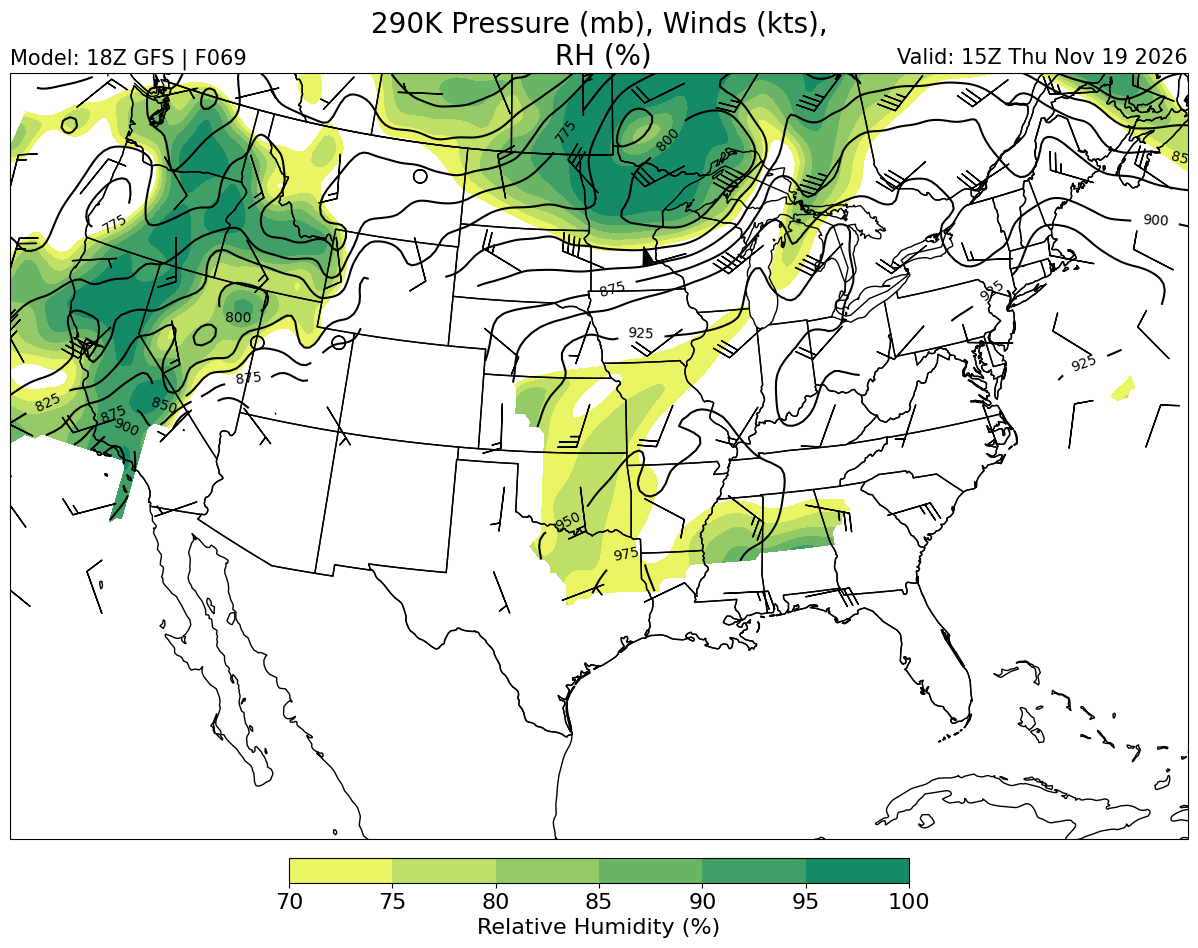 290K Pressure (mb), Winds (kts),
RH (%)
Model: 18Z GFS | F069
Valid: 15Z Thu Nov 19 2026
775
800
850
775
900
875
925
800
925
925
875
825
875
850
900
950
975
70 75 80 85 90 95 100
Relative Humidity (%)